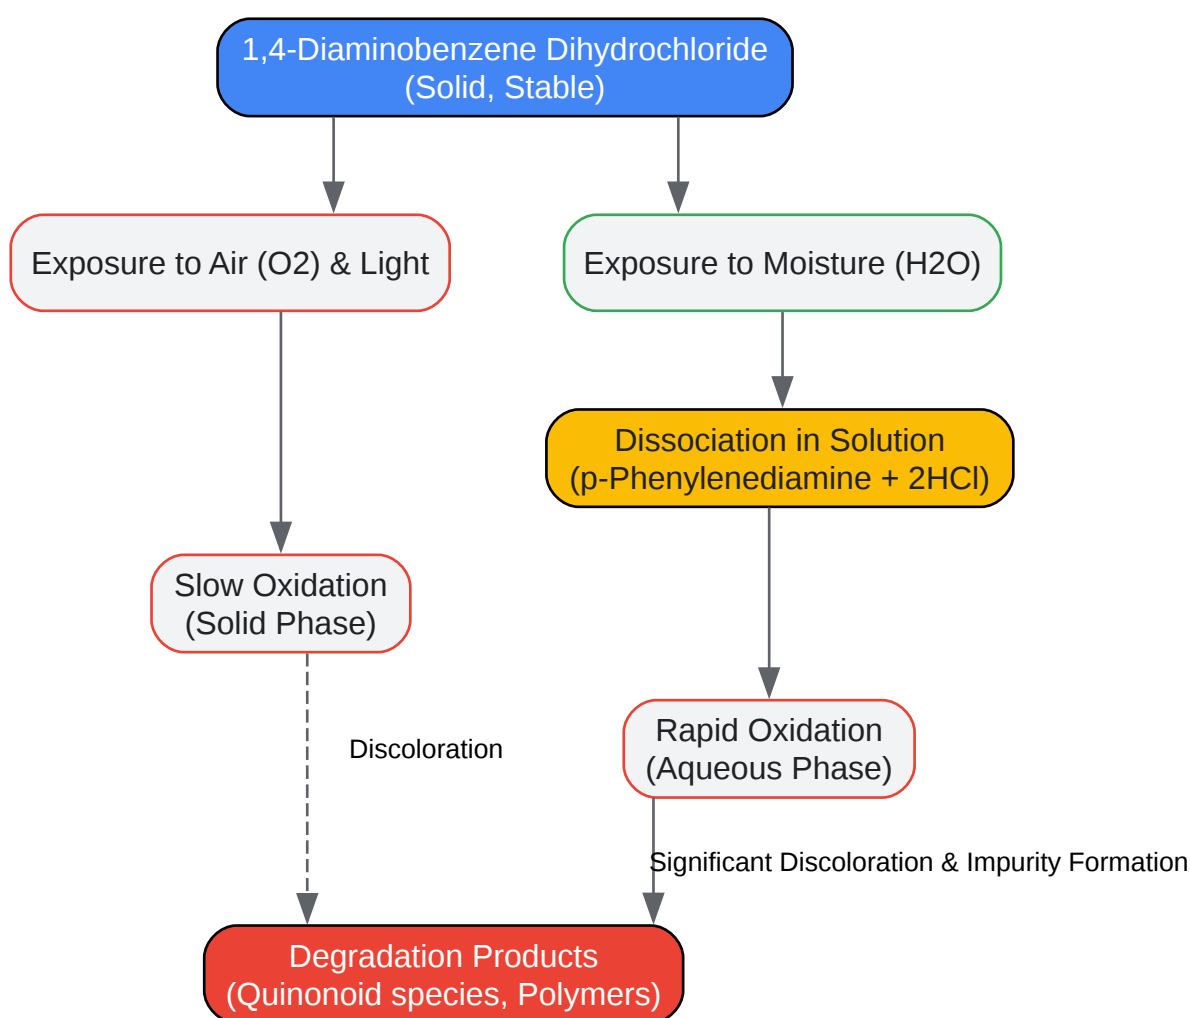 1,4-Diaminobenzene Dihydrochloride
(Solid, Stable)
Exposure to Air (O2) & Light
Exposure to Moisture (H2O)
Dissociation in Solution
(p-Phenylenediamine + 2HCl)
Slow Oxidation
(Solid Phase)
Rapid Oxidation
(Aqueous Phase)
Discoloration
Significant Discoloration & Impurity Formation
Degradation Products
(Quinonoid species, Polymers)